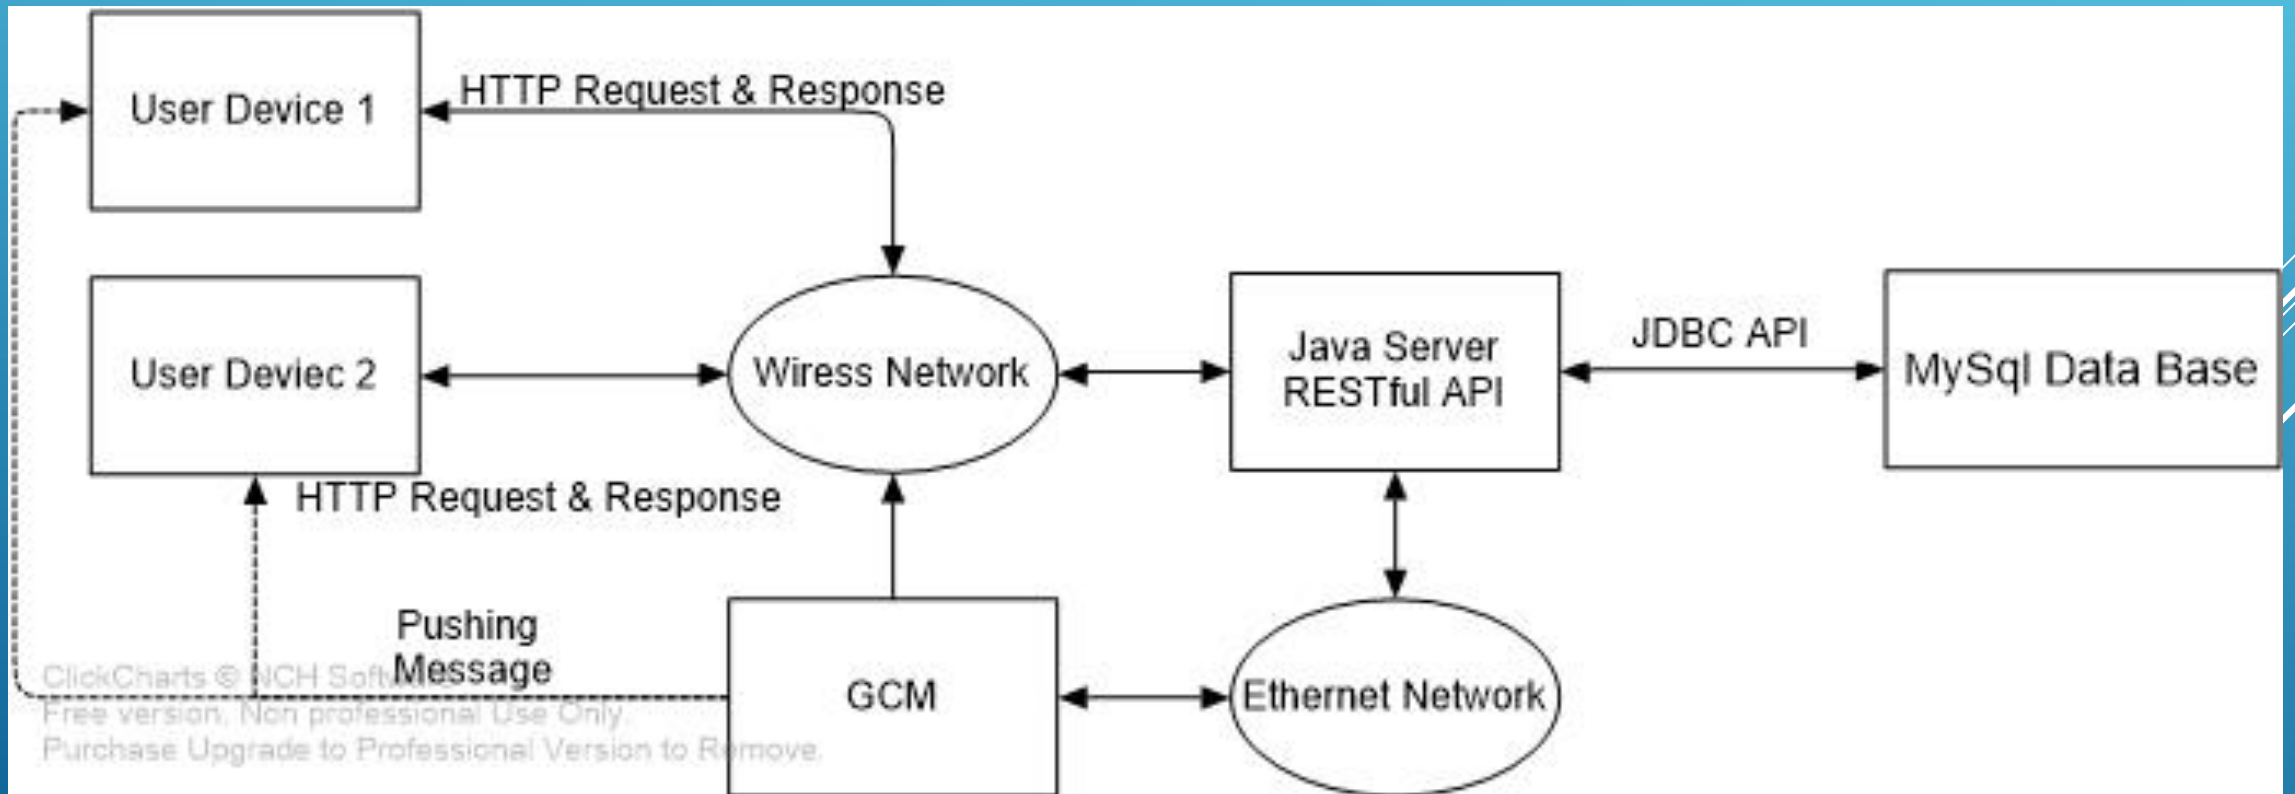 HTTP Request & Response
User Device 1
User Deviec 2
Wiress Network
Java Server
RESTful API
JDBC API
MySql Data Base
HTTP Request & Response
Pushing
Message
GCM
Ethernet Network
ClickCharts © NCH Software
Free version. Non professional Use Only.
Purchase Upgrade to Professional Version to Remove.